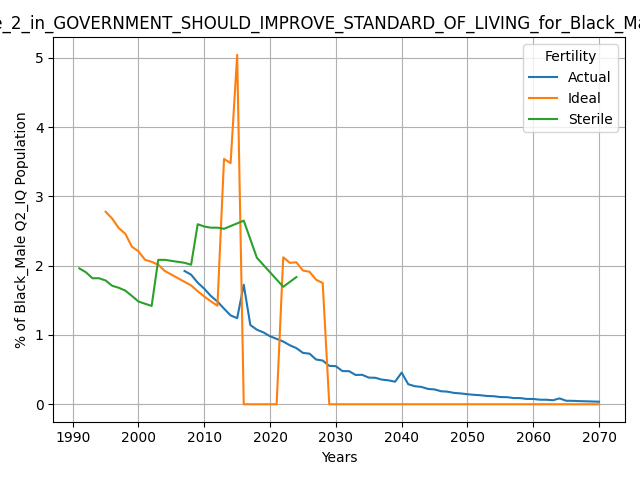 _2_in_GOVERNMENT_SHOULD_IMPROVE_STANDARD_OF_LIVING_for_Black_Ma
Fertility
Actual
Ideal
Sterile
% of Black_Male Q2_IQ Population
5
4
3
2
1
0
1990 2000 2010 2020 2030 2040 2050 2060 2070
Years